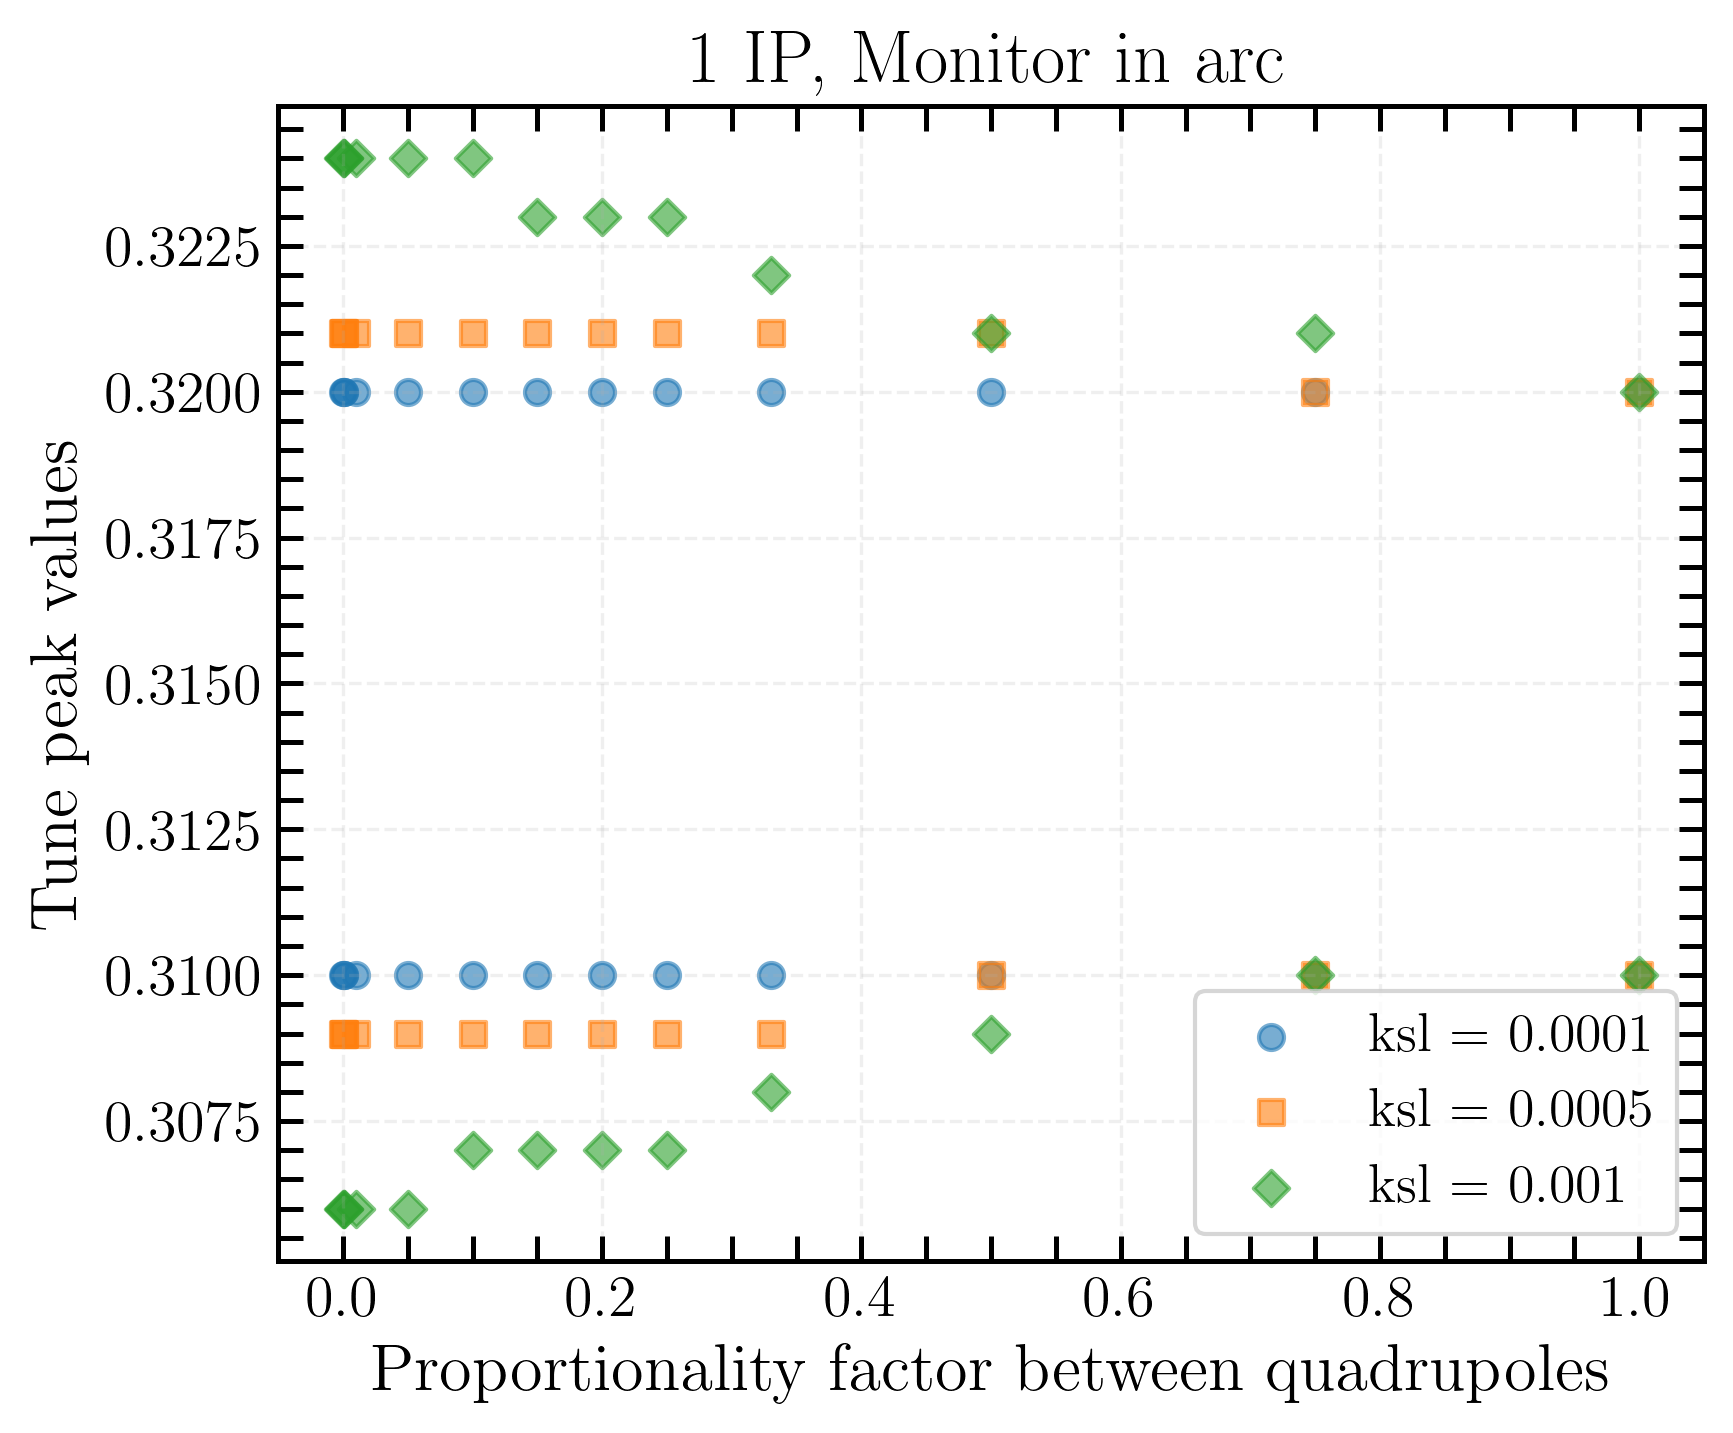 1 IP, Monitor in arc
Tune peak values
0.3225
0.3200
0.3175
0.3150
0.3125
0.3100
0.3075
ksl = 0.0001
ksl = 0.0005
ksl = 0.001
0.0 0.2 0.4 0.6 0.8 1.0
Proportionality factor between quadrupoles